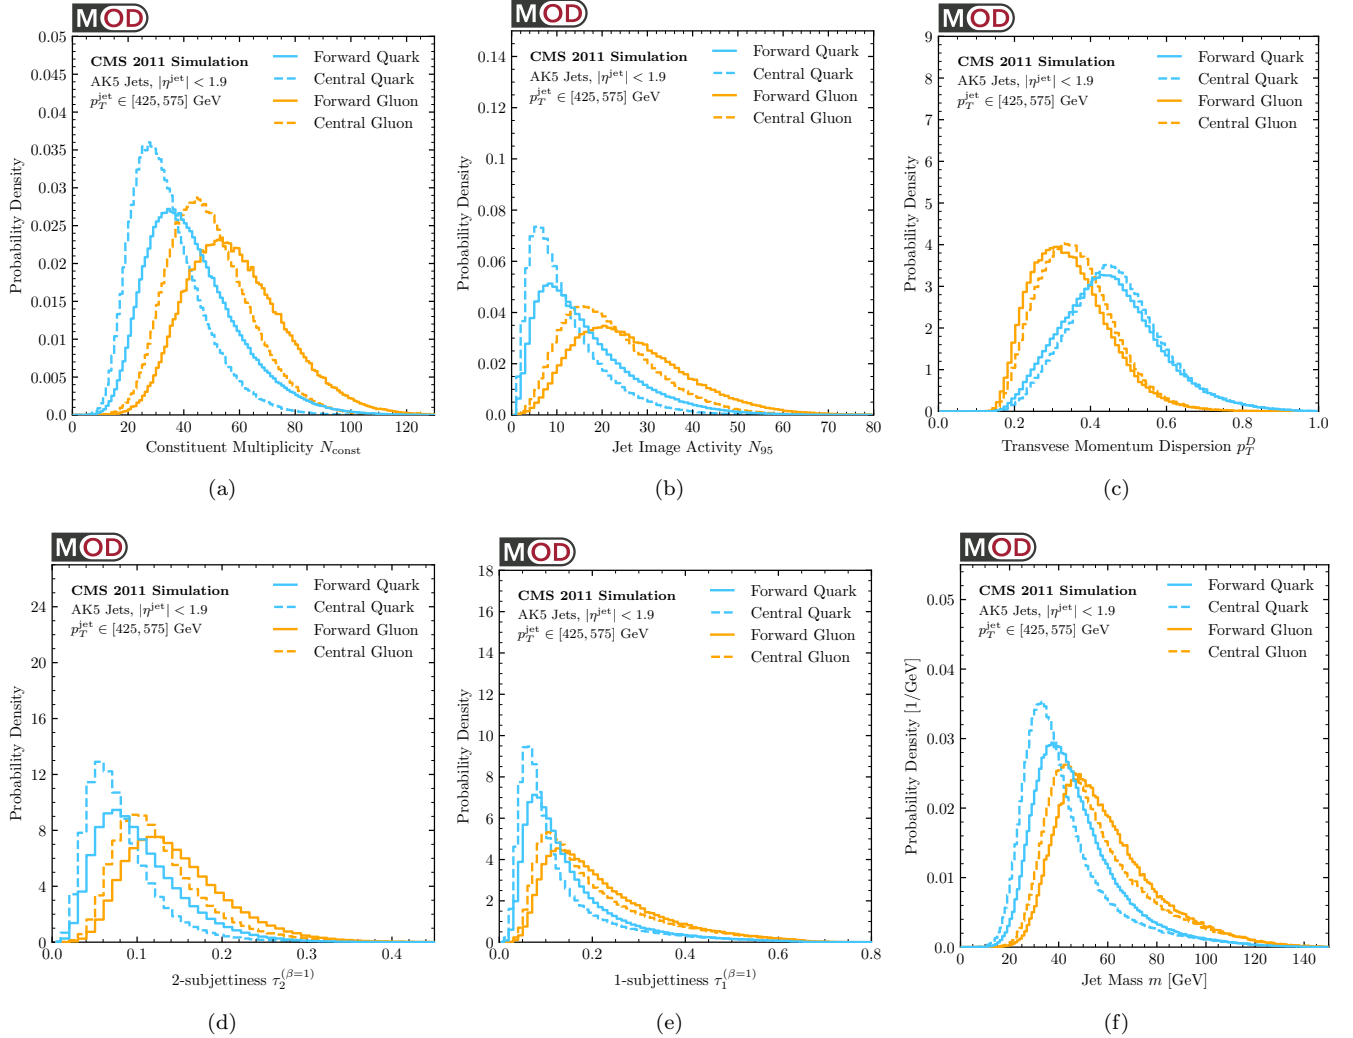 MOD
CMS 2011 Simulation
AK5 Jets, |η^jet| < 1.9
p_T^jet ∈ [425, 575] GeV
Forward Quark
Central Quark
Forward Gluon
Central Gluon
Probability Density
0.05
0.045
0.04
0.035
0.03
0.025
0.02
0.015
0.01
0.005
0.0
0 20 40 60 80 100 120
Constituent Multiplicity N_const
(a)
MOD
CMS 2011 Simulation
AK5 Jets, |η^jet| < 1.9
p_T^jet ∈ [425, 575] GeV
Forward Quark
Central Quark
Forward Gluon
Central Gluon
Probability Density
0.14
0.12
0.1
0.08
0.06
0.04
0.02
0.0
0 10 20 30 40 50 60 70 80
Jet Image Activity N_95
(b)
CMS 2011 Simulation
AK5 Jets, |η^jet| < 1.9
p_T^jet ∈ [425, 575] GeV
MOD
Forward Quark
Central Quark
Forward Gluon
Central Gluon
Probability Density
9
8
7
6
5
4
3
2
1
0
0.0 0.2 0.4 0.6 0.8 1.0
Transvese Momentum Dispersion p_T^D
(c)
MOD
CMS 2011 Simulation
AK5 Jets, |η^jet| < 1.9
p_T^jet ∈ [425, 575] GeV
Forward Quark
Central Quark
Forward Gluon
Central Gluon
Probability Density
24
20
16
12
8
4
0
0.0 0.1 0.2 0.3 0.4
2-subjettiness τ_2^(β=1)
(d)
MOD
CMS 2011 Simulation
AK5 Jets, |η^jet| < 1.9
p_T^jet ∈ [425, 575] GeV
Forward Quark
Central Quark
Forward Gluon
Central Gluon
Probability Density
18
16
14
12
10
8
6
4
2
0
0.0 0.2 0.4 0.6 0.8
1-subjettiness τ_1^(β=1)
(e)
MOD
CMS 2011 Simulation
AK5 Jets, |η^jet| < 1.9
p_T^jet ∈ [425, 575] GeV
Forward Quark
Central Quark
Forward Gluon
Central Gluon
Probability Density [1/GeV]
0.05
0.04
0.03
0.02
0.01
0.0
0 20 40 60 80 100 120 140
Jet Mass m [GeV]
(f)